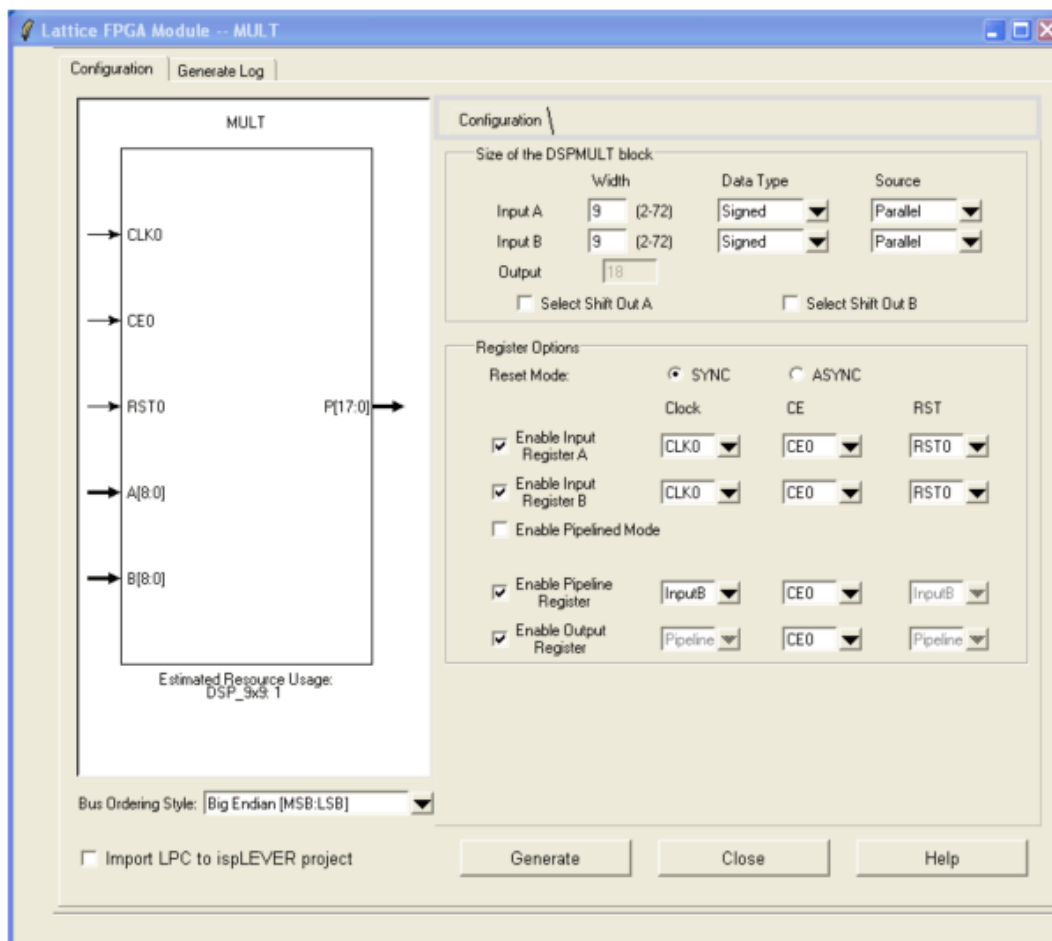 Lattice FPGA Module -- MULT
Configuration
Generate Log
MULT
CLK0
CE0
RST0
P[17:0]
A[8:0]
B[8:0]
Estimated Resource Usage:
DSP_9x9: 1
Bus Ordering Style: Big Endian [MSB:LSB]
Import LPC to ispLEVER project
Configuration
Size of the DSPMULT block
Width Data Type Source
Input A 9 (2-72) Signed Parallel
Input B 9 (2-72) Signed Parallel
Output 18
Select Shift Out A Select Shift Out B
Register Options
Reset Mode: SYNC ASYNC
Clock CE RST
Enable Input
Register A CLK0 CE0 RST0
Enable Input
Register B CLK0 CE0 RST0
Enable Pipelined Mode
Enable Pipeline
Register InputB CE0 InputB
Enable Output
Register Pipeline CE0 Pipeline
Generate Close Help